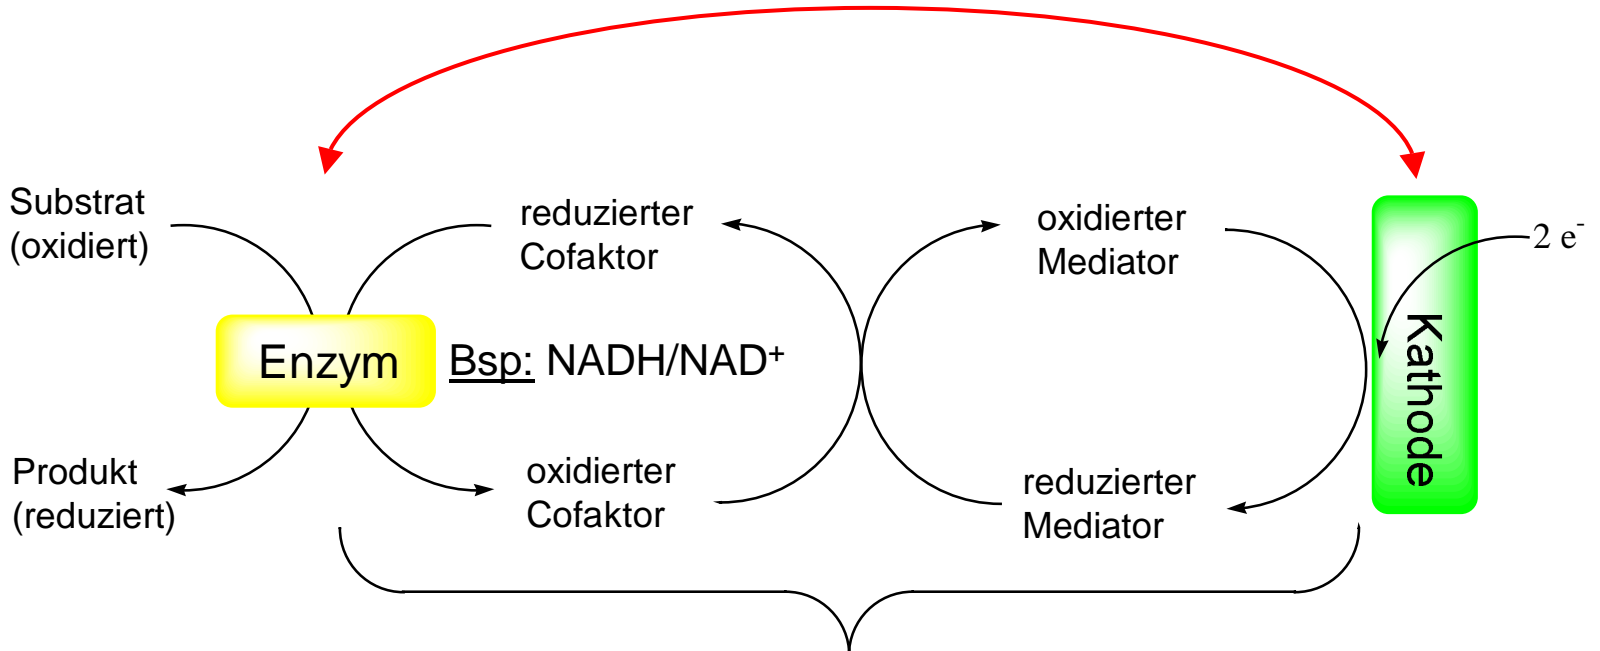 Substrat
(oxidiert)
reduzierter
Cofaktor
oxidierter
Mediator
2 e⁻
Enzym
Bsp: NADH/NAD⁺
Kathode
Produkt
(reduziert)
oxidierter
Cofaktor
reduzierter
Mediator